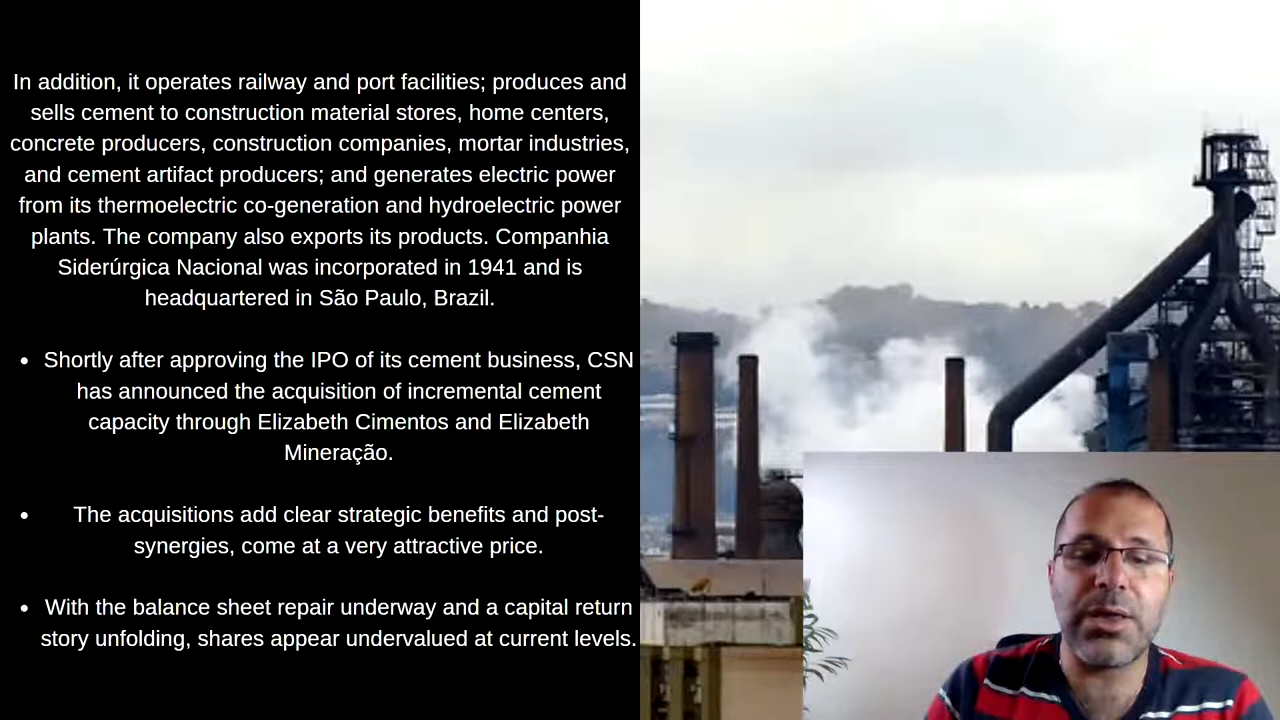 In addition, it operates railway and port facilities; produces and
sells cement to construction material stores, home centers,
concrete producers, construction companies, mortar industries,
and cement artifact producers; and generates electric power
from its thermoelectric co-generation and hydroelectric power
plants. The company also exports its products. Companhia
Siderúrgica Nacional was incorporated in 1941 and is
headquartered in São Paulo, Brazil.
• Shortly after approving the IPO of its cement business, CSN
has announced the acquisition of incremental cement
capacity through Elizabeth Cimentos and Elizabeth
Mineração.
• The acquisitions add clear strategic benefits and post-
synergies, come at a very attractive price.
• With the balance sheet repair underway and a capital return
story unfolding, shares appear undervalued at current levels.